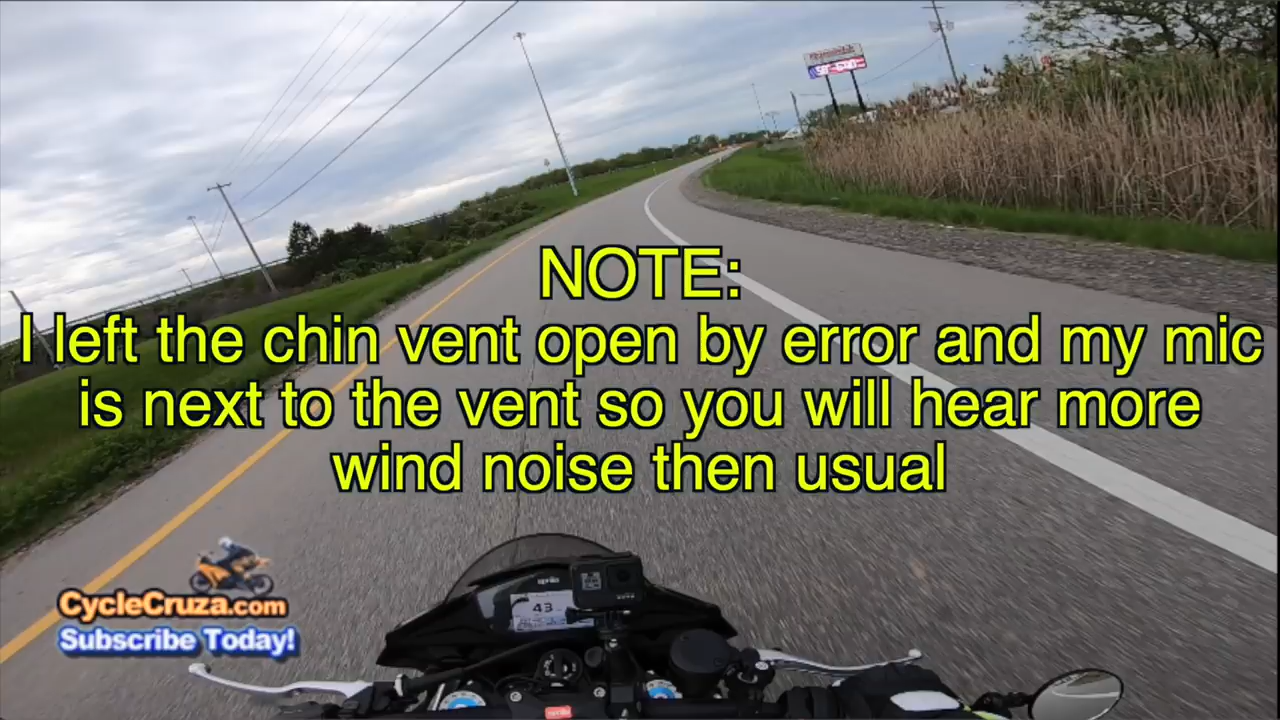 NOTE:
I left the chin vent open by error and my mic
is next to the vent so you will hear more
wind noise then usual
aprilia
43
CycleCruza.com
Subscribe Today!